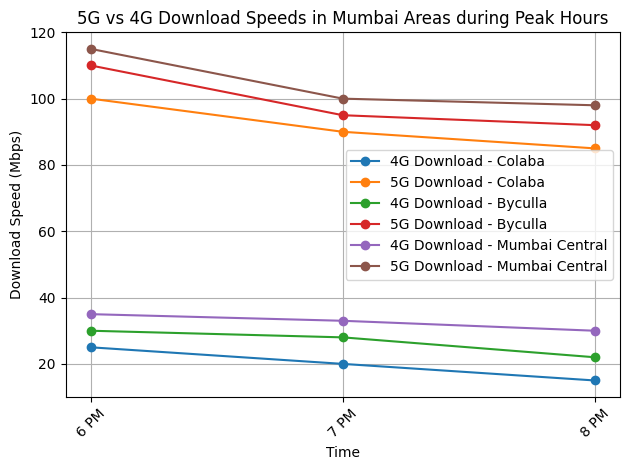 5G vs 4G Download Speeds in Mumbai Areas during Peak Hours
Download Speed (Mbps)
120
100
80
60
40
20
4G Download - Colaba
5G Download - Colaba
4G Download - Byculla
5G Download - Byculla
4G Download - Mumbai Central
5G Download - Mumbai Central
6 PM
7 PM
8 PM
Time